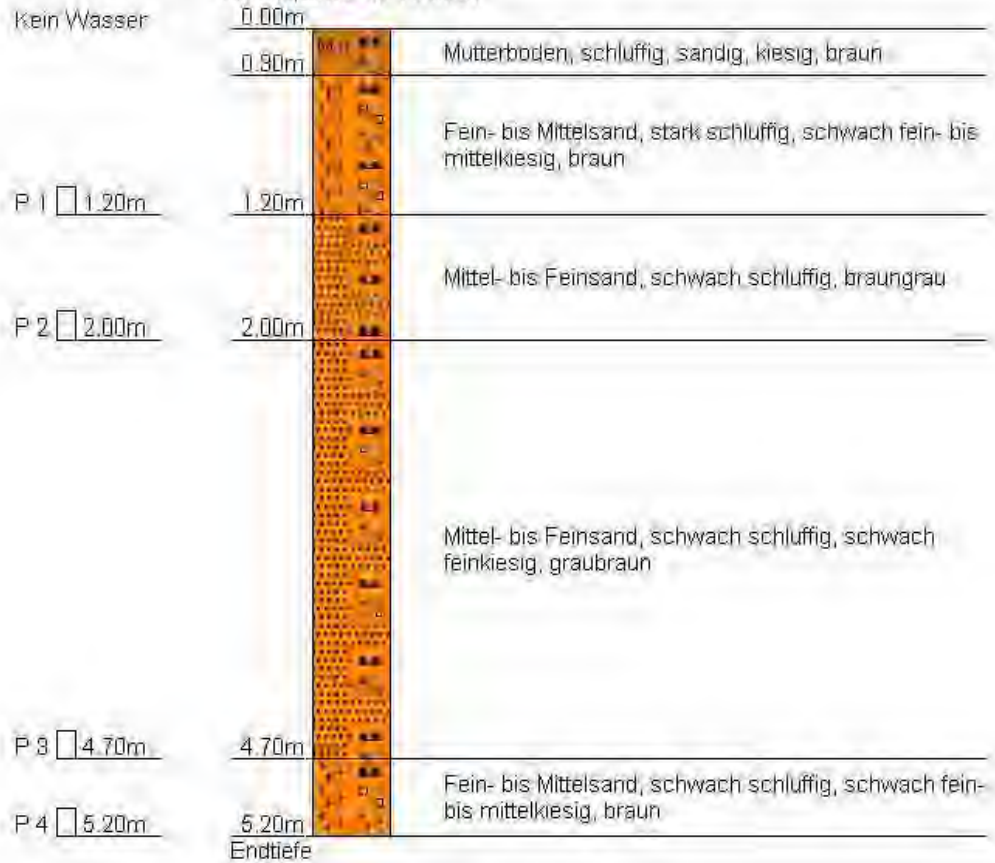 Kein Wasser
0.00m
Mutterboden, schluffig, sandig, kiesig, braun
0.30m
Fein- bis Mittelsand, stark schluffig, schwach fein- bis
mittelkiesig, braun
P 1 1.20m
1.20m
Mittel- bis Feinsand, schwach schluffig, braungrau
P 2 2.00m
2.00m
Mittel- bis Feinsand, schwach schluffig, schwach
feinkiesig, graubraun
P 3 4.70m
4.70m
Fein- bis Mittelsand, schwach schluffig, schwach fein-
bis mittelkiesig, braun
P 4 5.20m
5.20m
Endtiefe